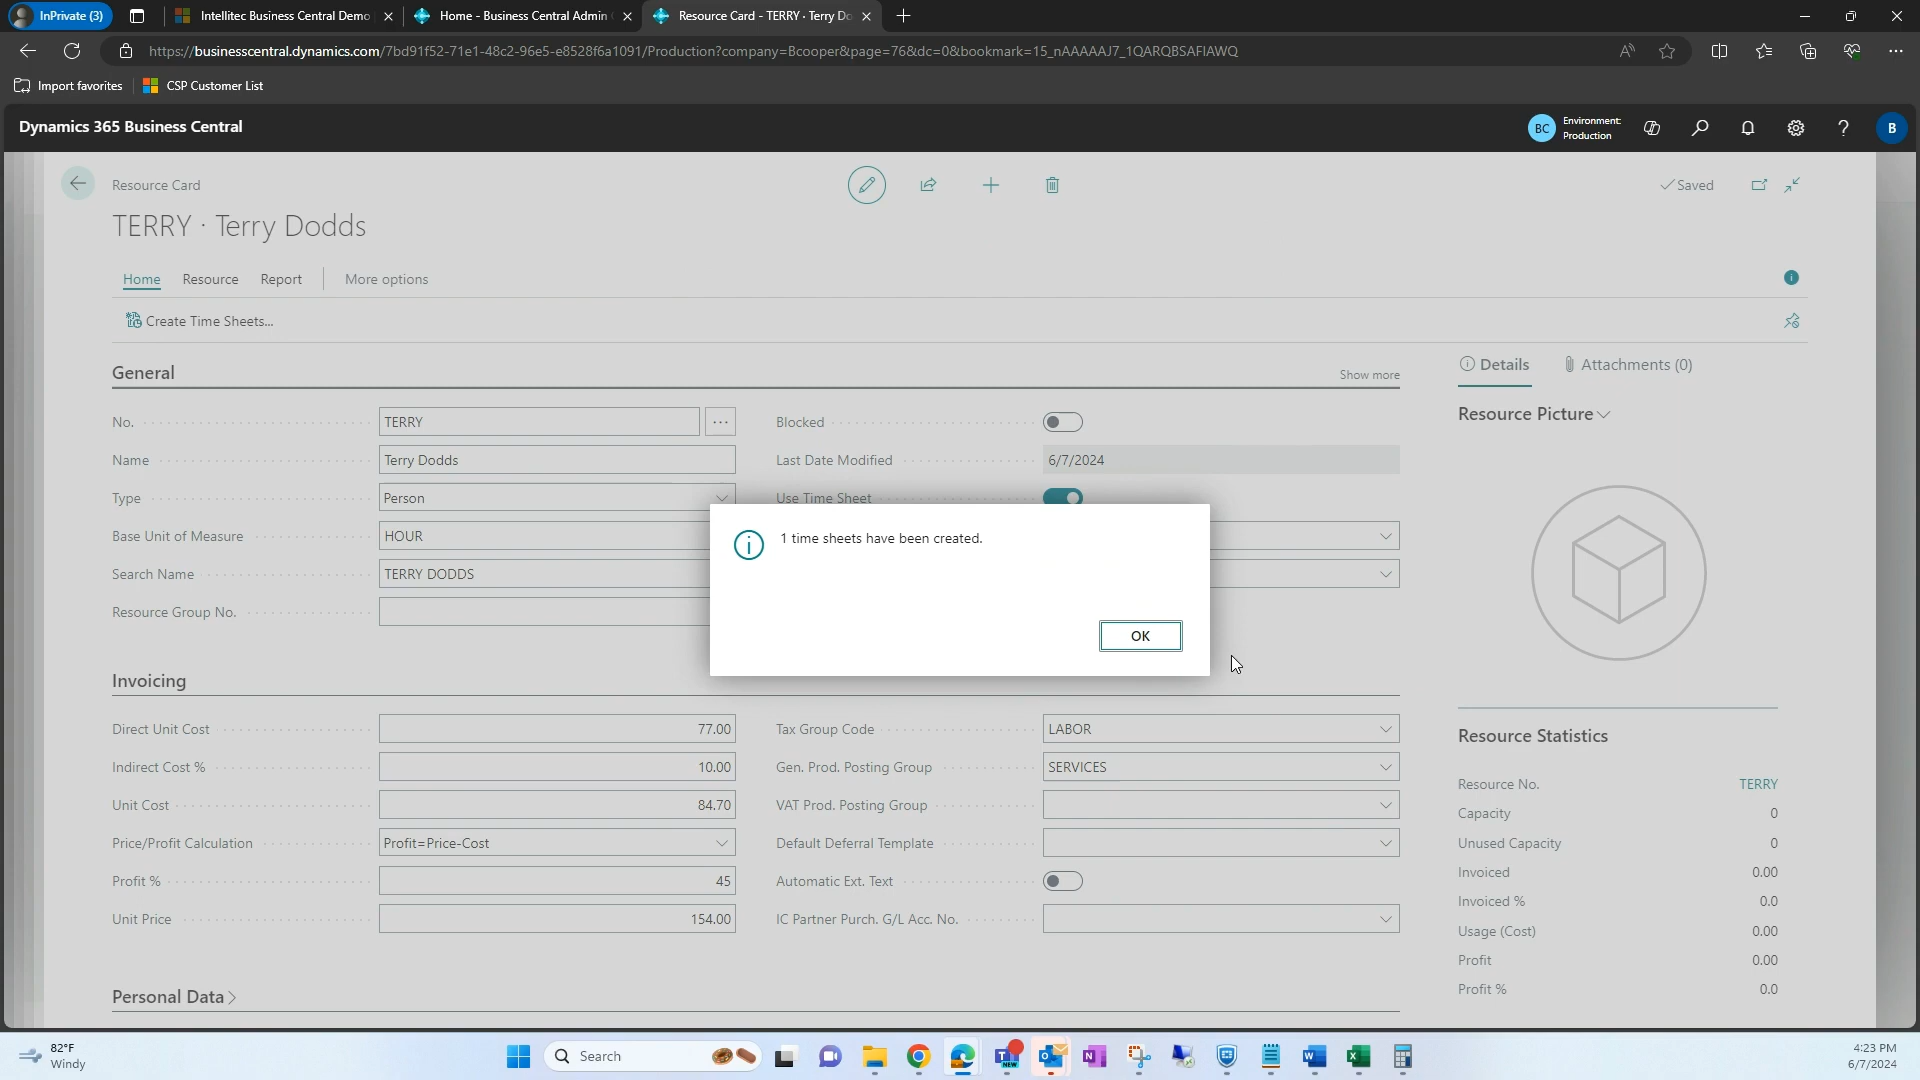 InPrivate (3)
Intellitec Business Central Demo
Home - Business Central Admin
Resource Card - TERRY · Terry Do
https://businesscentral.dynamics.com/7bd91f52-71e1-48c2-96e5-e8528f6a1091/Production?company=Bcooper&page=76&dc=0&bookmark=15_nAAAAAJ7_1QARQBSAFIAWQ
Import favorites
CSP Customer List
Dynamics 365 Business Central
BC
Environment:
Production
B
Resource Card
Saved
TERRY · Terry Dodds
Home
Resource
Report
More options
Create Time Sheets...
General
Show more
Details
Attachments (0)
No.
TERRY
Blocked
Resource Picture
Name
Terry Dodds
Last Date Modified
6/7/2024
Type
Person
Use Time Sheet
Base Unit of Measure
HOUR
1 time sheets have been created.
Search Name
TERRY DODDS
Resource Group No.
OK
Invoicing
Direct Unit Cost
77.00
Tax Group Code
LABOR
Resource Statistics
Indirect Cost %
10.00
Gen. Prod. Posting Group
SERVICES
Resource No.
TERRY
Unit Cost
84.70
VAT Prod. Posting Group
Capacity
0
Price/Profit Calculation
Profit=Price-Cost
Default Deferral Template
Unused Capacity
0
Invoiced
0.00
Profit %
45
Automatic Ext. Text
Invoiced %
0.0
Unit Price
154.00
IC Partner Purch. G/L Acc. No.
Usage (Cost)
0.00
Profit
0.00
Profit %
0.0
Personal Data
82°F
Windy
Search
NEW
4:23 PM
6/7/2024